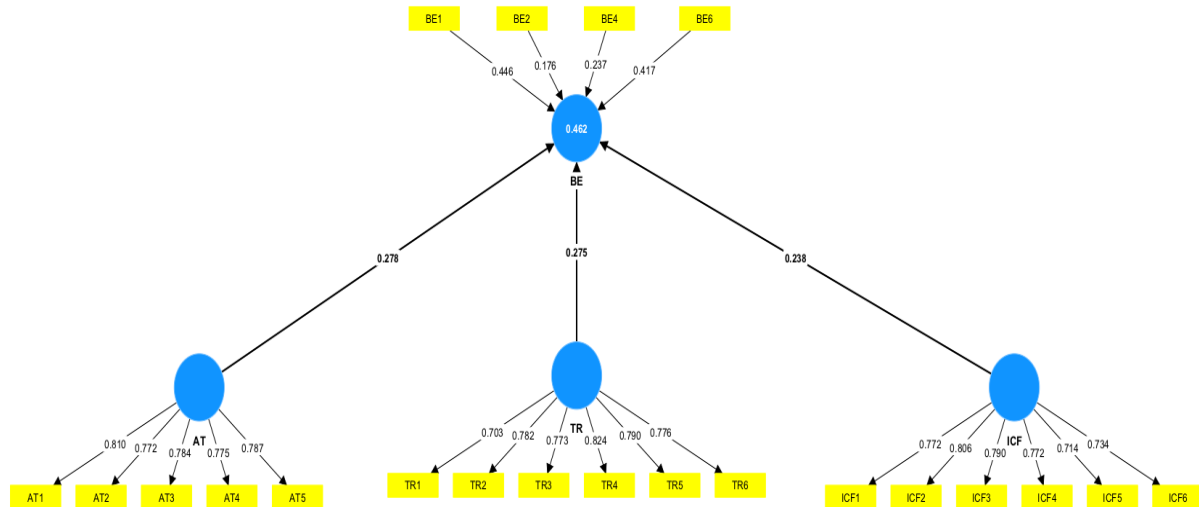 BE1 BE2 BE4 BE6
0.446 0.176 0.237 0.417
0.462
BE
0.278 0.275 0.238
AT
0.810 0.772 0.784 0.775 0.787
AT1 AT2 AT3 AT4 AT5
TR
0.703 0.782 0.773 0.824 0.790 0.776
TR1 TR2 TR3 TR4 TR5 TR6
ICF
0.772 0.806 0.790 0.772 0.714 0.734
ICF1 ICF2 ICF3 ICF4 ICF5 ICF6